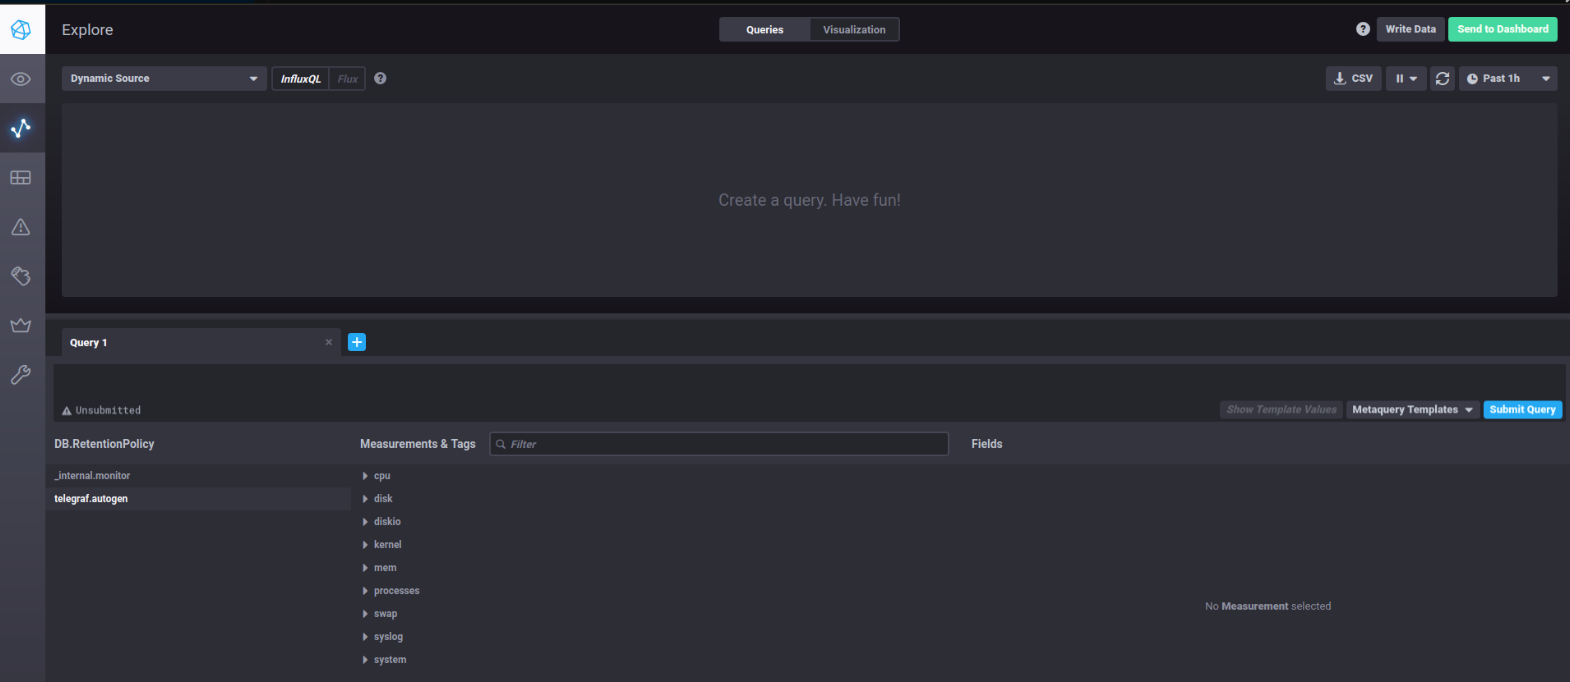 Explore
Queries
Visualization
?
Write Data
Send to Dashboard
Dynamic Source
InfluxQL
Flux
?
CSV
Past 1h
Create a query. Have fun!
Query 1
Unsubmitted
Show Template Values
Metaquery Templates
Submit Query
DB.RetentionPolicy
Measurements & Tags
Filter
Fields
_internal.monitor
telegraf.autogen
cpu
disk
diskio
kernel
mem
processes
swap
syslog
system
No Measurement selected